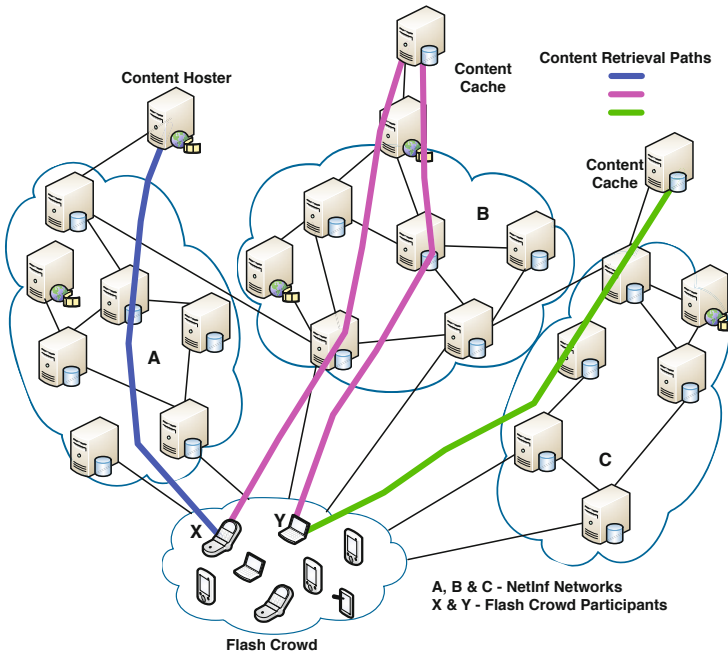 Content Hoster
Content
Cache
Content Retrieval Paths
Content
Cache
B
A
C
X
Y
A, B & C - NetInf Networks
X & Y - Flash Crowd Participants
Flash Crowd